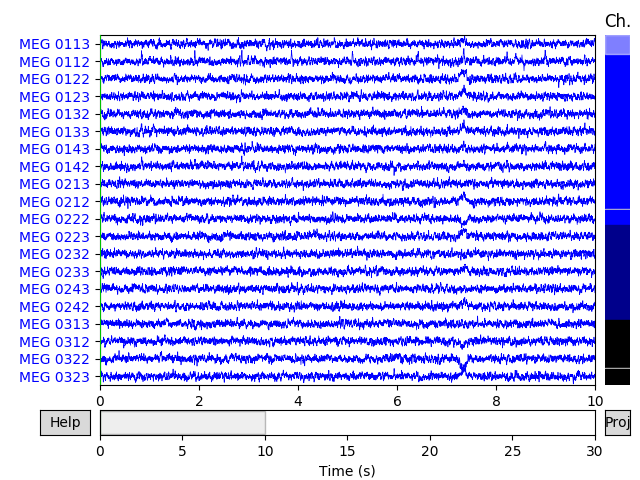 Ch.
MEG 0113
MEG 0112
MEG 0122
MEG 0123
MEG 0132
MEG 0133
MEG 0143
MEG 0142
MEG 0213
MEG 0212
MEG 0222
MEG 0223
MEG 0232
MEG 0233
MEG 0243
MEG 0242
MEG 0313
MEG 0312
MEG 0322
MEG 0323
0 2 4 6 8 10
Help Proj
0 5 10 15 20 25 30
Time (s)